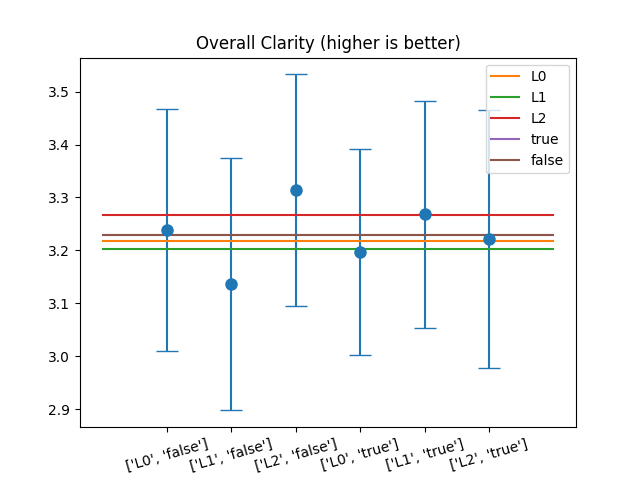 Overall Clarity (higher is better)
L0
L1
L2
true
false
3.5
3.4
3.3
3.2
3.1
3.0
2.9
['L0', 'false']
['L1', 'false']
['L2', 'false']
['L0', 'true']
['L1', 'true']
['L2', 'true']